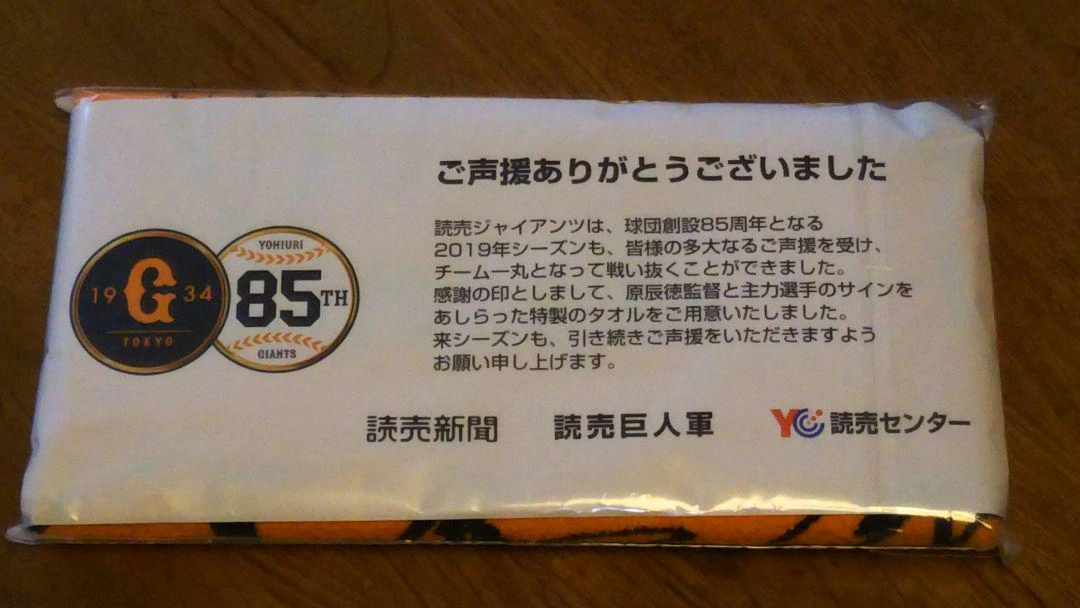 ご声援ありがとうございました
読売ジャイアンツは、球団創設85周年となる
2019年シーズンも、皆様の多大なるご声援を受け、
チーム一丸となって戦い抜くことができました。
感謝の印としまして、原辰徳監督と主力選手のサインを
あしらった特製のタオルをご用意いたしました。
来シーズンも、引き続きご声援をいただきますよう
お願い申し上げます。
19 G 34
TOKYO
YOMIURI
85TH
GIANTS
読売新聞 読売巨人軍 YC 読売センター